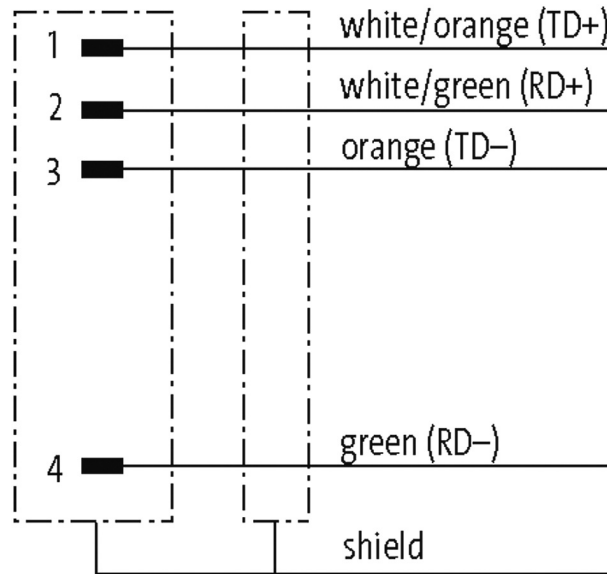 1 white/orange (TD+)
2 white/green (RD+)
3 orange (TD–)
4 green (RD–)
shield